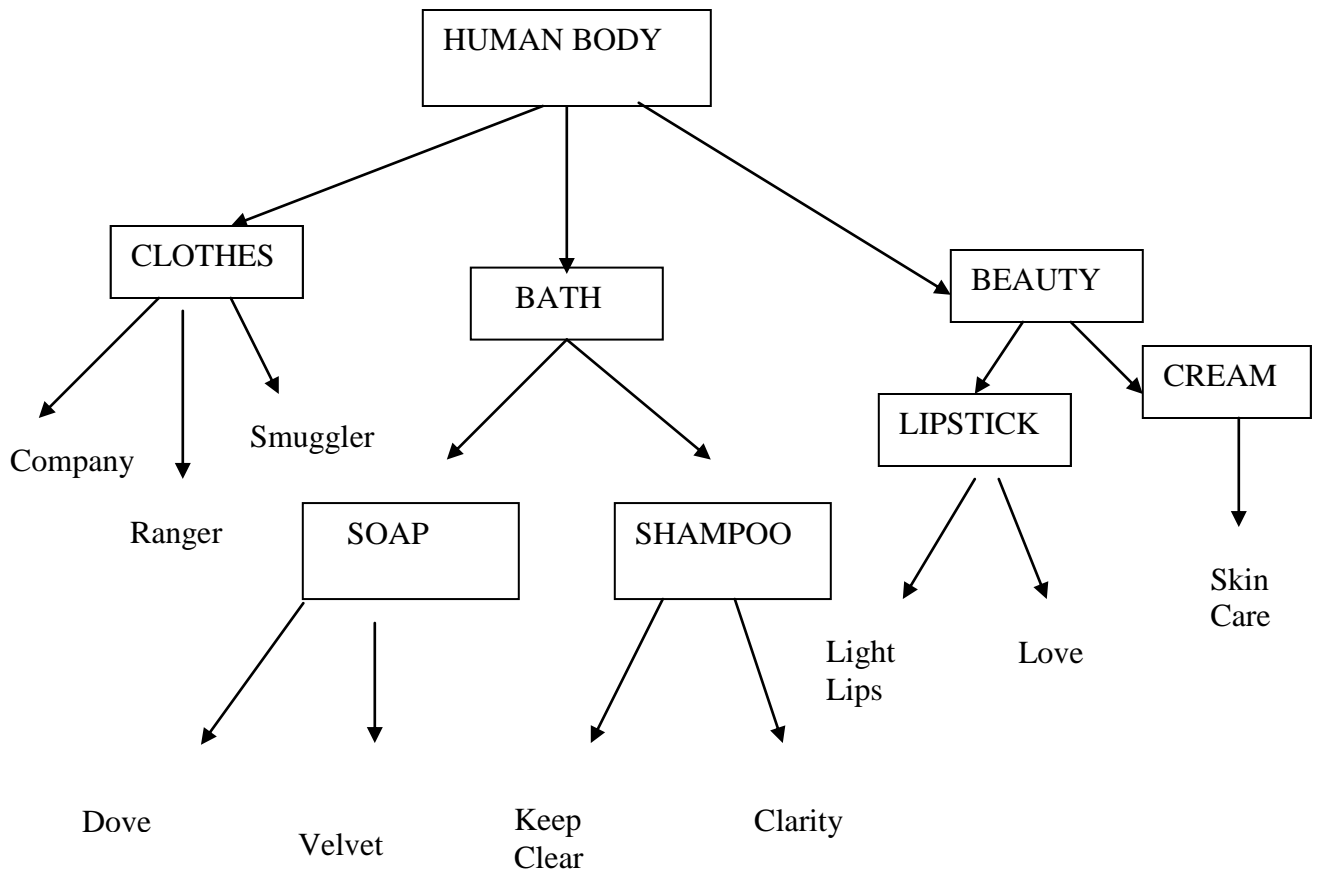 HUMAN BODY
CLOTHES
BATH
BEAUTY
CREAM
LIPSTICK
Smuggler
Company
Ranger
SOAP
SHAMPOO
Skin
Care
Light
Lips
Love
Dove
Velvet
Keep
Clear
Clarity